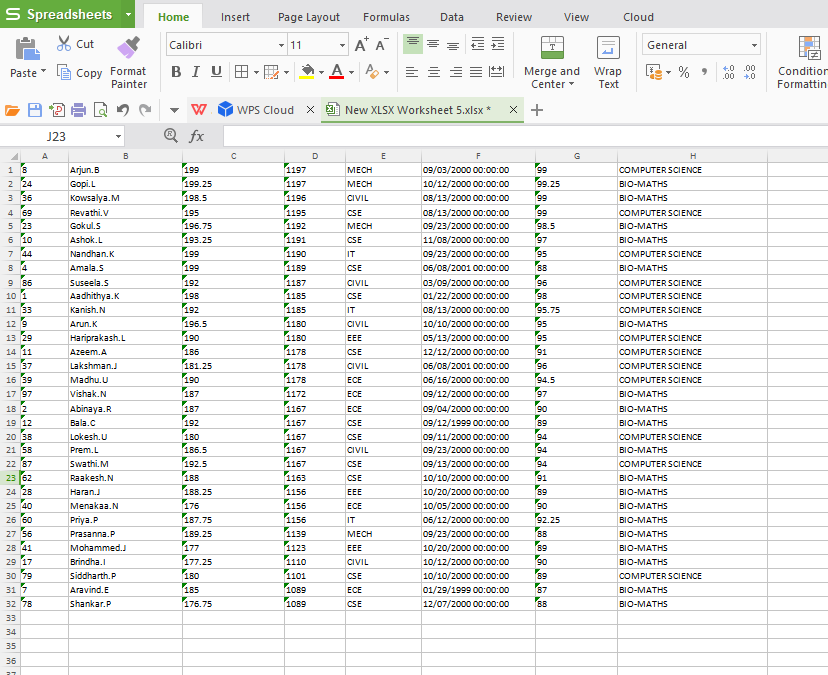 S Spreadsheets Home Insert Page Layout Formulas Data Review View Cloud
Paste Cut Copy Format Painter Calibri 11 A+ A- B I U A Merge and Center Wrap Text General % , .00 .00 Condition Formattin
WPS Cloud New XLSX Worksheet 5.xlsx *
J23 fx
A B C D E F G H
1 8 Arjun.B 199 1197 MECH 09/03/2000 00:00:00 99 COMPUTER SCIENCE
2 24 Gopi.L 199.25 1197 MECH 10/12/2000 00:00:00 99.25 BIO-MATHS
3 36 Kowsalya.M 198.5 1196 CIVIL 08/13/2000 00:00:00 99 BIO-MATHS
4 69 Revathi.V 195 1195 CSE 08/13/2000 00:00:00 99 COMPUTER SCIENCE
5 23 Gokul.S 196.75 1192 MECH 09/23/2000 00:00:00 98.5 BIO-MATHS
6 10 Ashok.L 193.25 1191 CSE 11/08/2000 00:00:00 97 BIO-MATHS
7 44 Nandhan.K 199 1190 IT 09/23/2000 00:00:00 95 COMPUTER SCIENCE
8 4 Amala.S 199 1189 CSE 06/08/2001 00:00:00 88 BIO-MATHS
9 86 Suseela.S 192 1187 CIVIL 03/09/2000 00:00:00 96 COMPUTER SCIENCE
10 1 Aadhithya.K 198 1185 CSE 01/22/2000 00:00:00 98 COMPUTER SCIENCE
11 33 Kanish.N 192 1185 IT 08/13/2000 00:00:00 95.75 COMPUTER SCIENCE
12 9 Arun.K 196.5 1180 CIVIL 10/10/2000 00:00:00 95 BIO-MATHS
13 29 Hariprakash.L 190 1180 EEE 05/13/2000 00:00:00 95 COMPUTER SCIENCE
14 11 Azeem.A 186 1178 CSE 12/12/2000 00:00:00 91 COMPUTER SCIENCE
15 37 Lakshman.J 181.25 1178 CIVIL 06/08/2001 00:00:00 96 COMPUTER SCIENCE
16 39 Madhu.U 190 1178 ECE 06/16/2000 00:00:00 94.5 COMPUTER SCIENCE
17 97 Vishak.N 187 1172 ECE 09/12/2000 00:00:00 97 BIO-MATHS
18 2 Abinaya.R 187 1167 ECE 09/04/2000 00:00:00 90 BIO-MATHS
19 12 Bala.C 192 1167 CSE 09/12/1999 00:00:00 89 BIO-MATHS
20 38 Lokesh.U 180 1167 CSE 09/11/2000 00:00:00 94 COMPUTER SCIENCE
21 58 Prem.L 186.5 1167 CIVIL 09/23/2000 00:00:00 94 BIO-MATHS
22 87 Swathi.M 192.5 1167 CSE 09/13/2000 00:00:00 94 COMPUTER SCIENCE
23 62 Raakesh.N 188 1163 CSE 10/10/2000 00:00:00 91 BIO-MATHS
24 28 Haran.J 188.25 1156 EEE 10/20/2000 00:00:00 89 BIO-MATHS
25 40 Menakaa.N 176 1156 ECE 10/05/2000 00:00:00 90 BIO-MATHS
26 60 Priya.P 187.75 1156 IT 06/12/2000 00:00:00 92.25 BIO-MATHS
27 56 Prasanna.P 189.25 1139 MECH 09/23/2000 00:00:00 88 BIO-MATHS
28 41 Mohammed.J 177 1123 EEE 10/20/2000 00:00:00 89 BIO-MATHS
29 17 Brindha.I 177.25 1110 CIVIL 10/12/2000 00:00:00 90 BIO-MATHS
30 79 Siddharth.P 180 1101 CSE 10/10/2000 00:00:00 89 COMPUTER SCIENCE
31 7 Aravind.E 185 1089 ECE 01/29/1999 00:00:00 87 BIO-MATHS
32 78 Shankar.P 176.75 1089 CSE 12/07/2000 00:00:00 88 BIO-MATHS
33
34
35
36
37